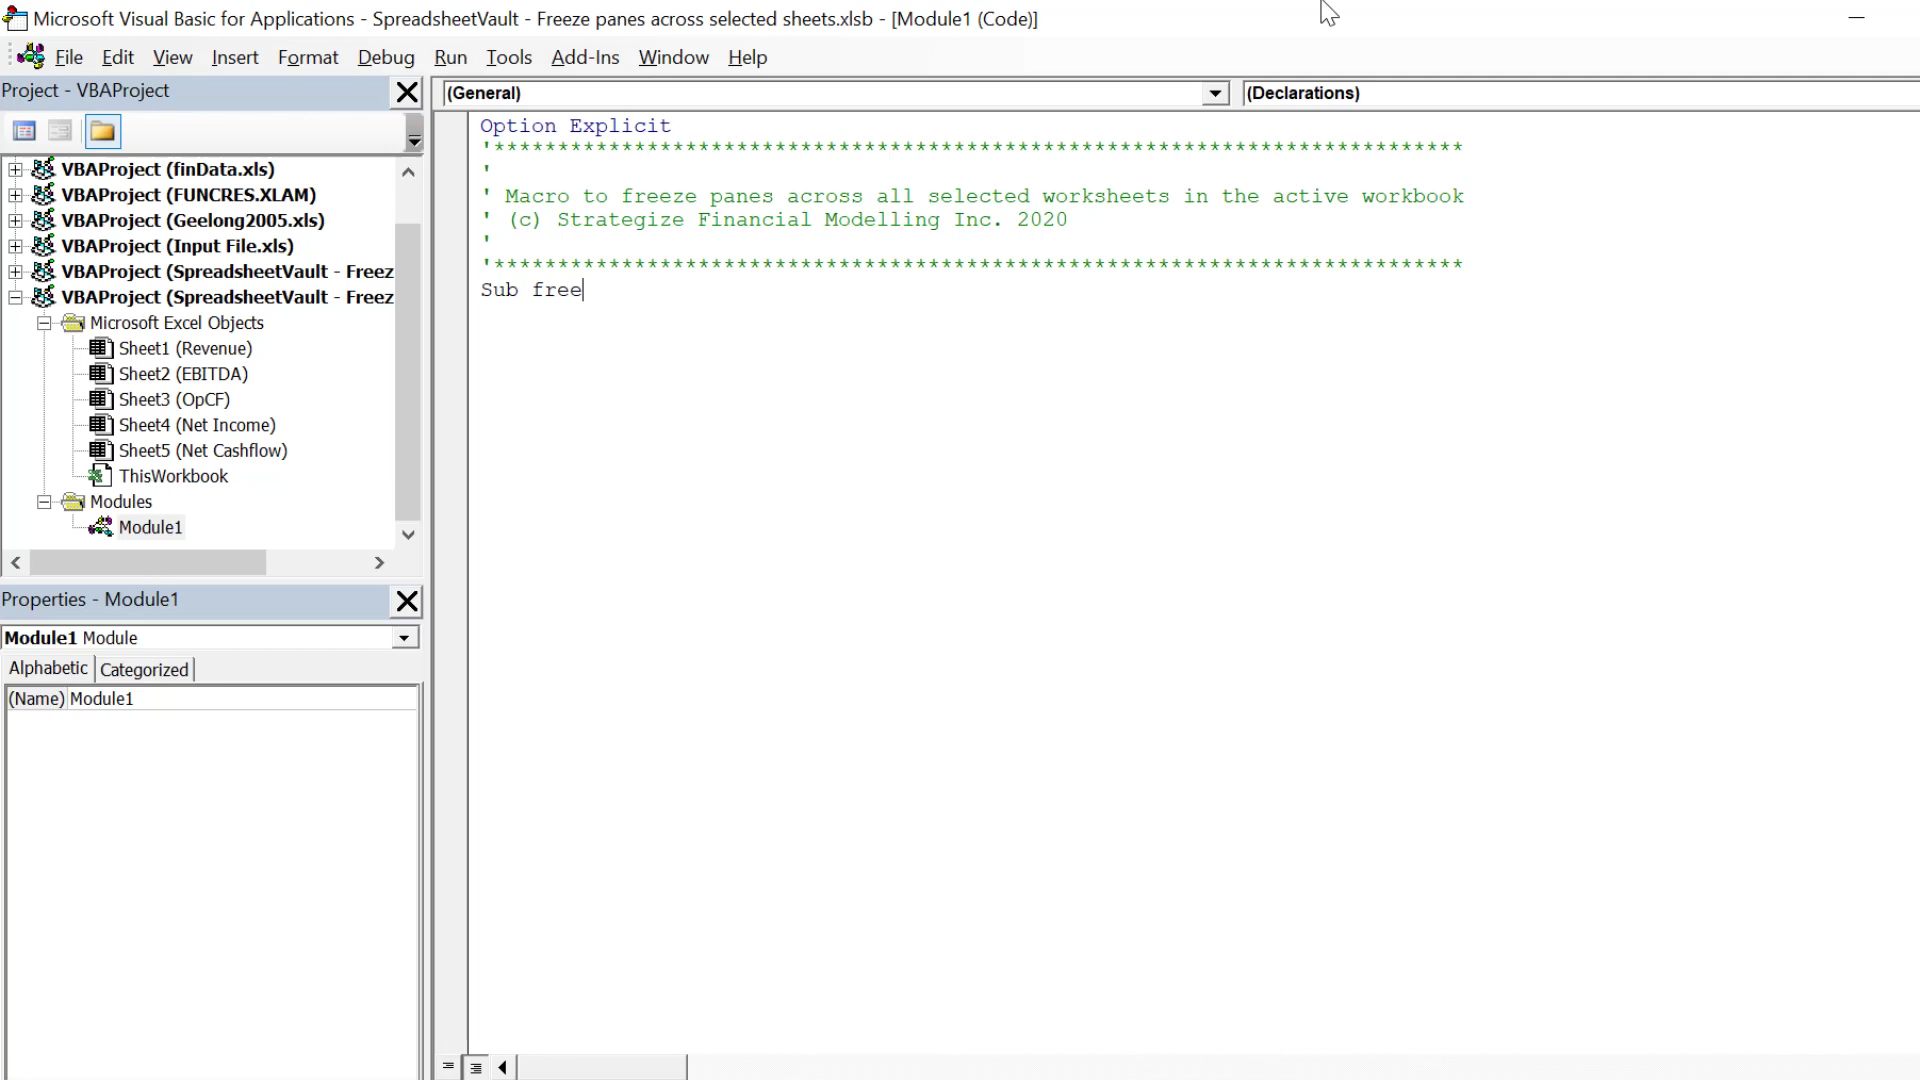 Microsoft Visual Basic for Applications - SpreadsheetVault - Freeze panes across selected sheets.xlsb - [Module1 (Code)]
File Edit View Insert Format Debug Run Tools Add-Ins Window Help
Project - VBAProject
(General)
(Declarations)
VBAProject (finData.xls)
VBAProject (FUNCRES.XLAM)
VBAProject (Geelong2005.xls)
VBAProject (Input File.xls)
VBAProject (SpreadsheetVault - Freez
VBAProject (SpreadsheetVault - Freez
Microsoft Excel Objects
Sheet1 (Revenue)
Sheet2 (EBITDA)
Sheet3 (OpCF)
Sheet4 (Net Income)
Sheet5 (Net Cashflow)
ThisWorkbook
Modules
Module1
Properties - Module1
Module1 Module
Alphabetic Categorized
(Name) Module1
Option Explicit
'****************************************************************************
'
' Macro to freeze panes across all selected worksheets in the active workbook
' (c) Strategize Financial Modelling Inc. 2020
'
'****************************************************************************
Sub free